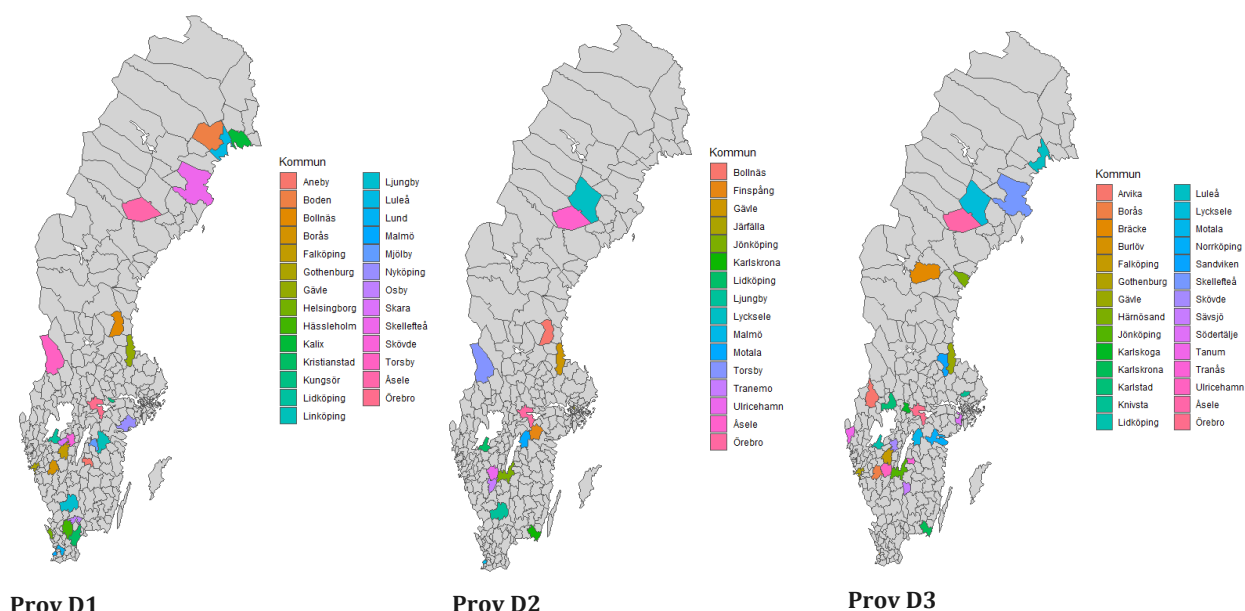 Kommun
Aneby
Boden
Bollnäs
Borås
Falköping
Gothenburg
Gävle
Helsingborg
Hässleholm
Kalix
Kristianstad
Kungsör
Lidköping
Linköping
Ljungby
Luleå
Lund
Malmö
Mjölby
Nyköping
Osby
Skara
Skellefteå
Skövde
Torsby
Åsele
Örebro
Prov D1
Kommun
Bollnäs
Finspång
Gävle
Järfälla
Jönköping
Karlskrona
Lidköping
Ljungby
Lycksele
Malmö
Motala
Torsby
Tranemo
Ulricehamn
Åsele
Örebro
Prov D2
Kommun
Arvika
Borås
Bräcke
Burlöv
Falköping
Gothenburg
Gävle
Härnösand
Jönköping
Karlskoga
Karlskrona
Karlstad
Knivsta
Lidköping
Luleå
Lycksele
Motala
Norrköping
Sandviken
Skellefteå
Skövde
Sävsjö
Södertälje
Tanum
Tranås
Ulricehamn
Åsele
Örebro
Prov D3